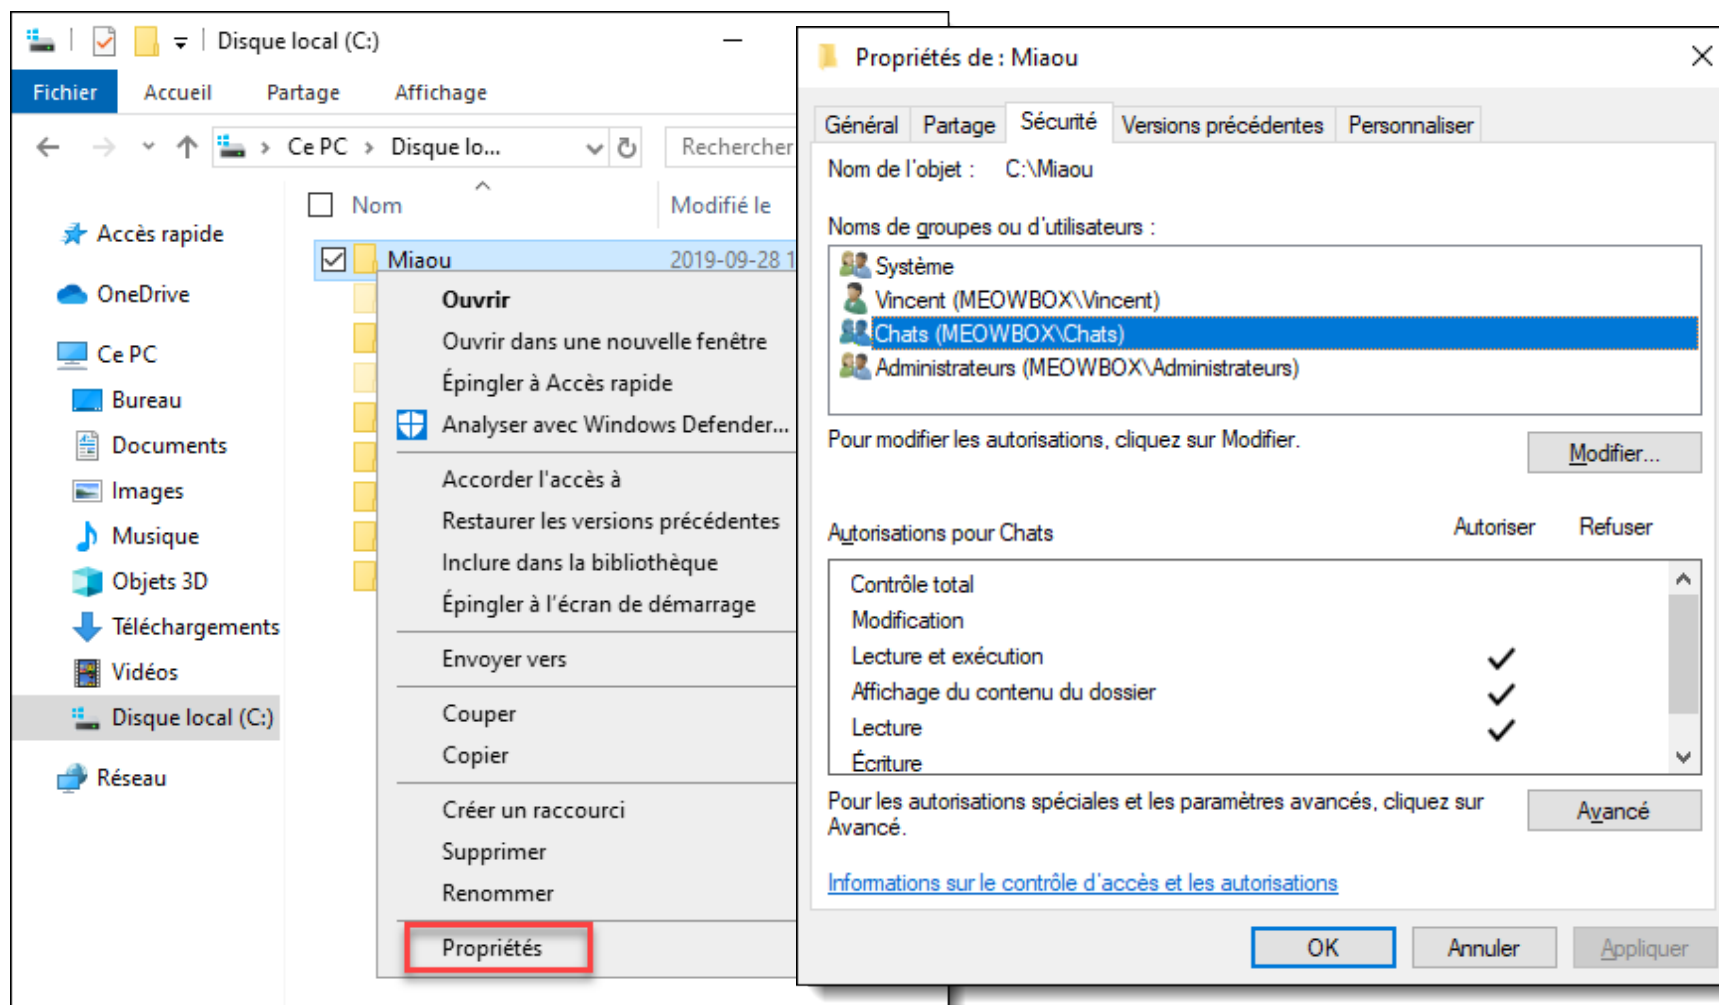 Disque local (C:)
Fichier Accueil Partage Affichage
Ce PC Disque lo... Rechercher
Nom Modifié le
Accès rapide
OneDrive
Ce PC
Bureau
Documents
Images
Musique
Objets 3D
Téléchargements
Vidéos
Disque local (C:)
Réseau
Miaou 2019-09-28 1
Ouvrir
Ouvrir dans une nouvelle fenêtre
Épingler à Accès rapide
Analyser avec Windows Defender...
Accorder l'accès à
Restaurer les versions précédentes
Inclure dans la bibliothèque
Épingler à l'écran de démarrage
Envoyer vers
Couper
Copier
Créer un raccourci
Supprimer
Renommer
Propriétés
Propriétés de : Miaou
Général Partage Sécurité Versions précédentes Personnaliser
Nom de l'objet : C:\Miaou
Noms de groupes ou d'utilisateurs :
Système
Vincent (MEOWBOX\Vincent)
Chats (MEOWBOX\Chats)
Administrateurs (MEOWBOX\Administrateurs)
Pour modifier les autorisations, cliquez sur Modifier.
Modifier...
Autorisations pour Chats Autoriser Refuser
Contrôle total
Modification
Lecture et exécution
Affichage du contenu du dossier
Lecture
Écriture
Pour les autorisations spéciales et les paramètres avancés, cliquez sur
Avancé.
Avancé
Informations sur le contrôle d'accès et les autorisations
OK Annuler Appliquer